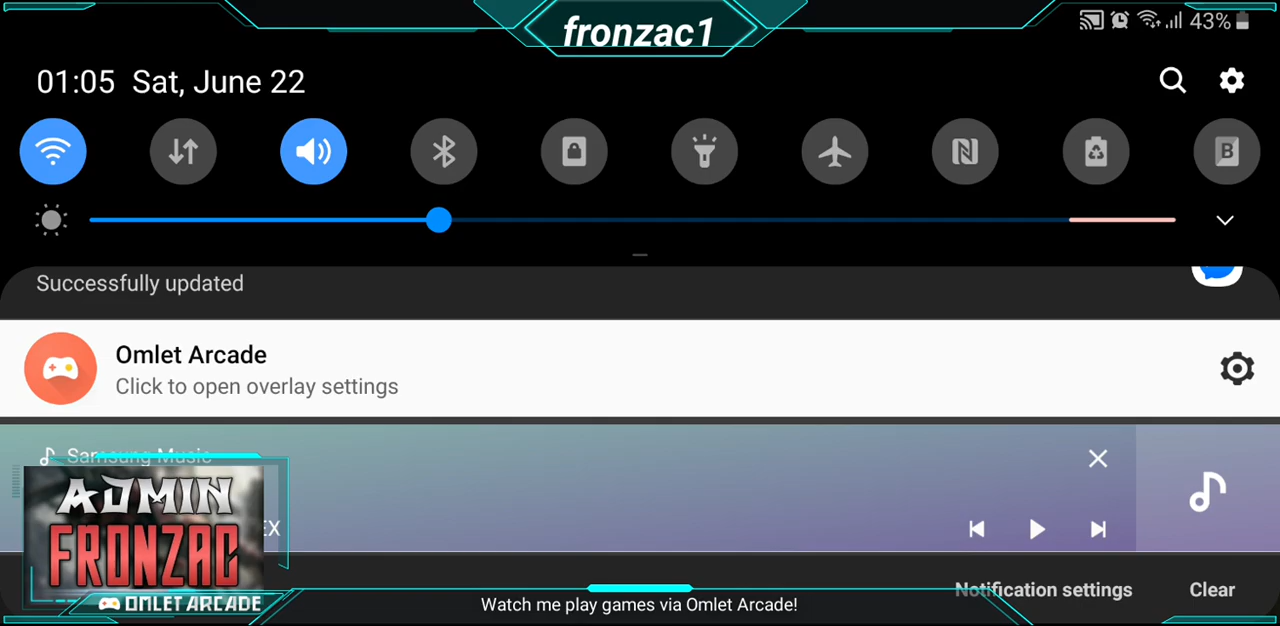 fronzac1
43%
01:05 Sat, June 22
B
Successfully updated
Omlet Arcade
Click to open overlay settings
Samsung Music
EX
ADMIN
FRONZAC
OMLET ARCADE
Watch me play games via Omlet Arcade!
Notification settings
Clear